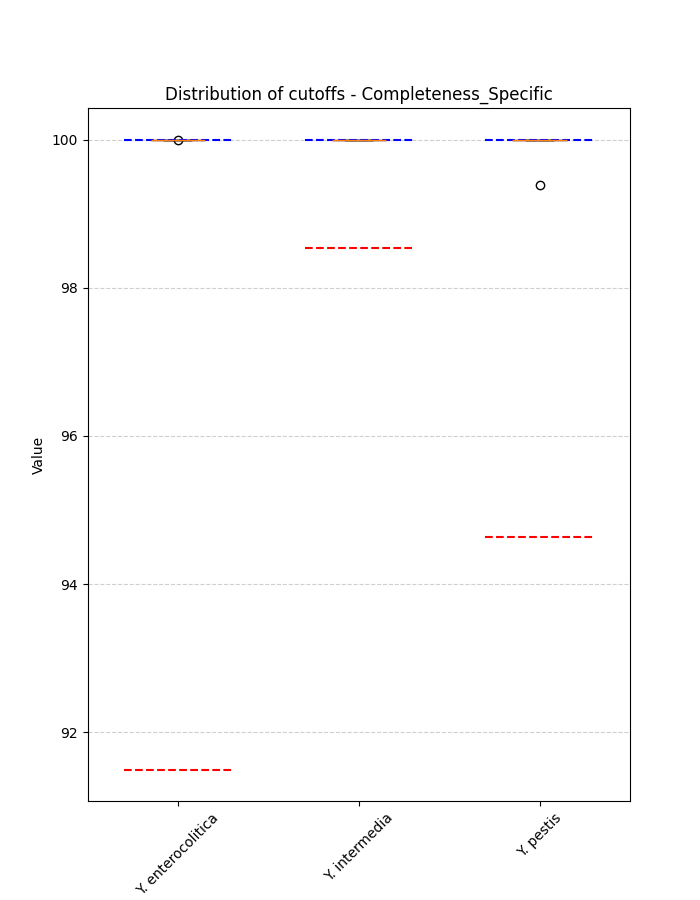 Distribution of cutoffs - Completeness_Specific
100
98
96
94
92
Value
Y. enterocolitica
Y. intermedia
Y. pestis